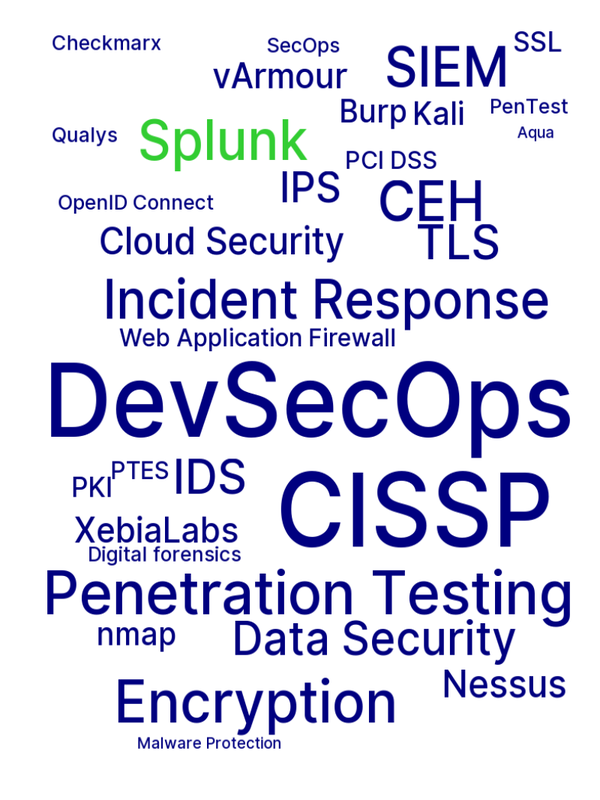 Checkmarx
SecOps
SSL
vArmour
SIEM
Burp
Kali
PenTest
Qualys
Splunk
Aqua
PCI DSS
IPS
OpenID Connect
CEH
Cloud Security
TLS
Incident Response
Web Application Firewall
DevSecOps
PKI
PTES
IDS
CISSP
XebiaLabs
Digital forensics
Penetration Testing
nmap
Data Security
Nessus
Encryption
Malware Protection